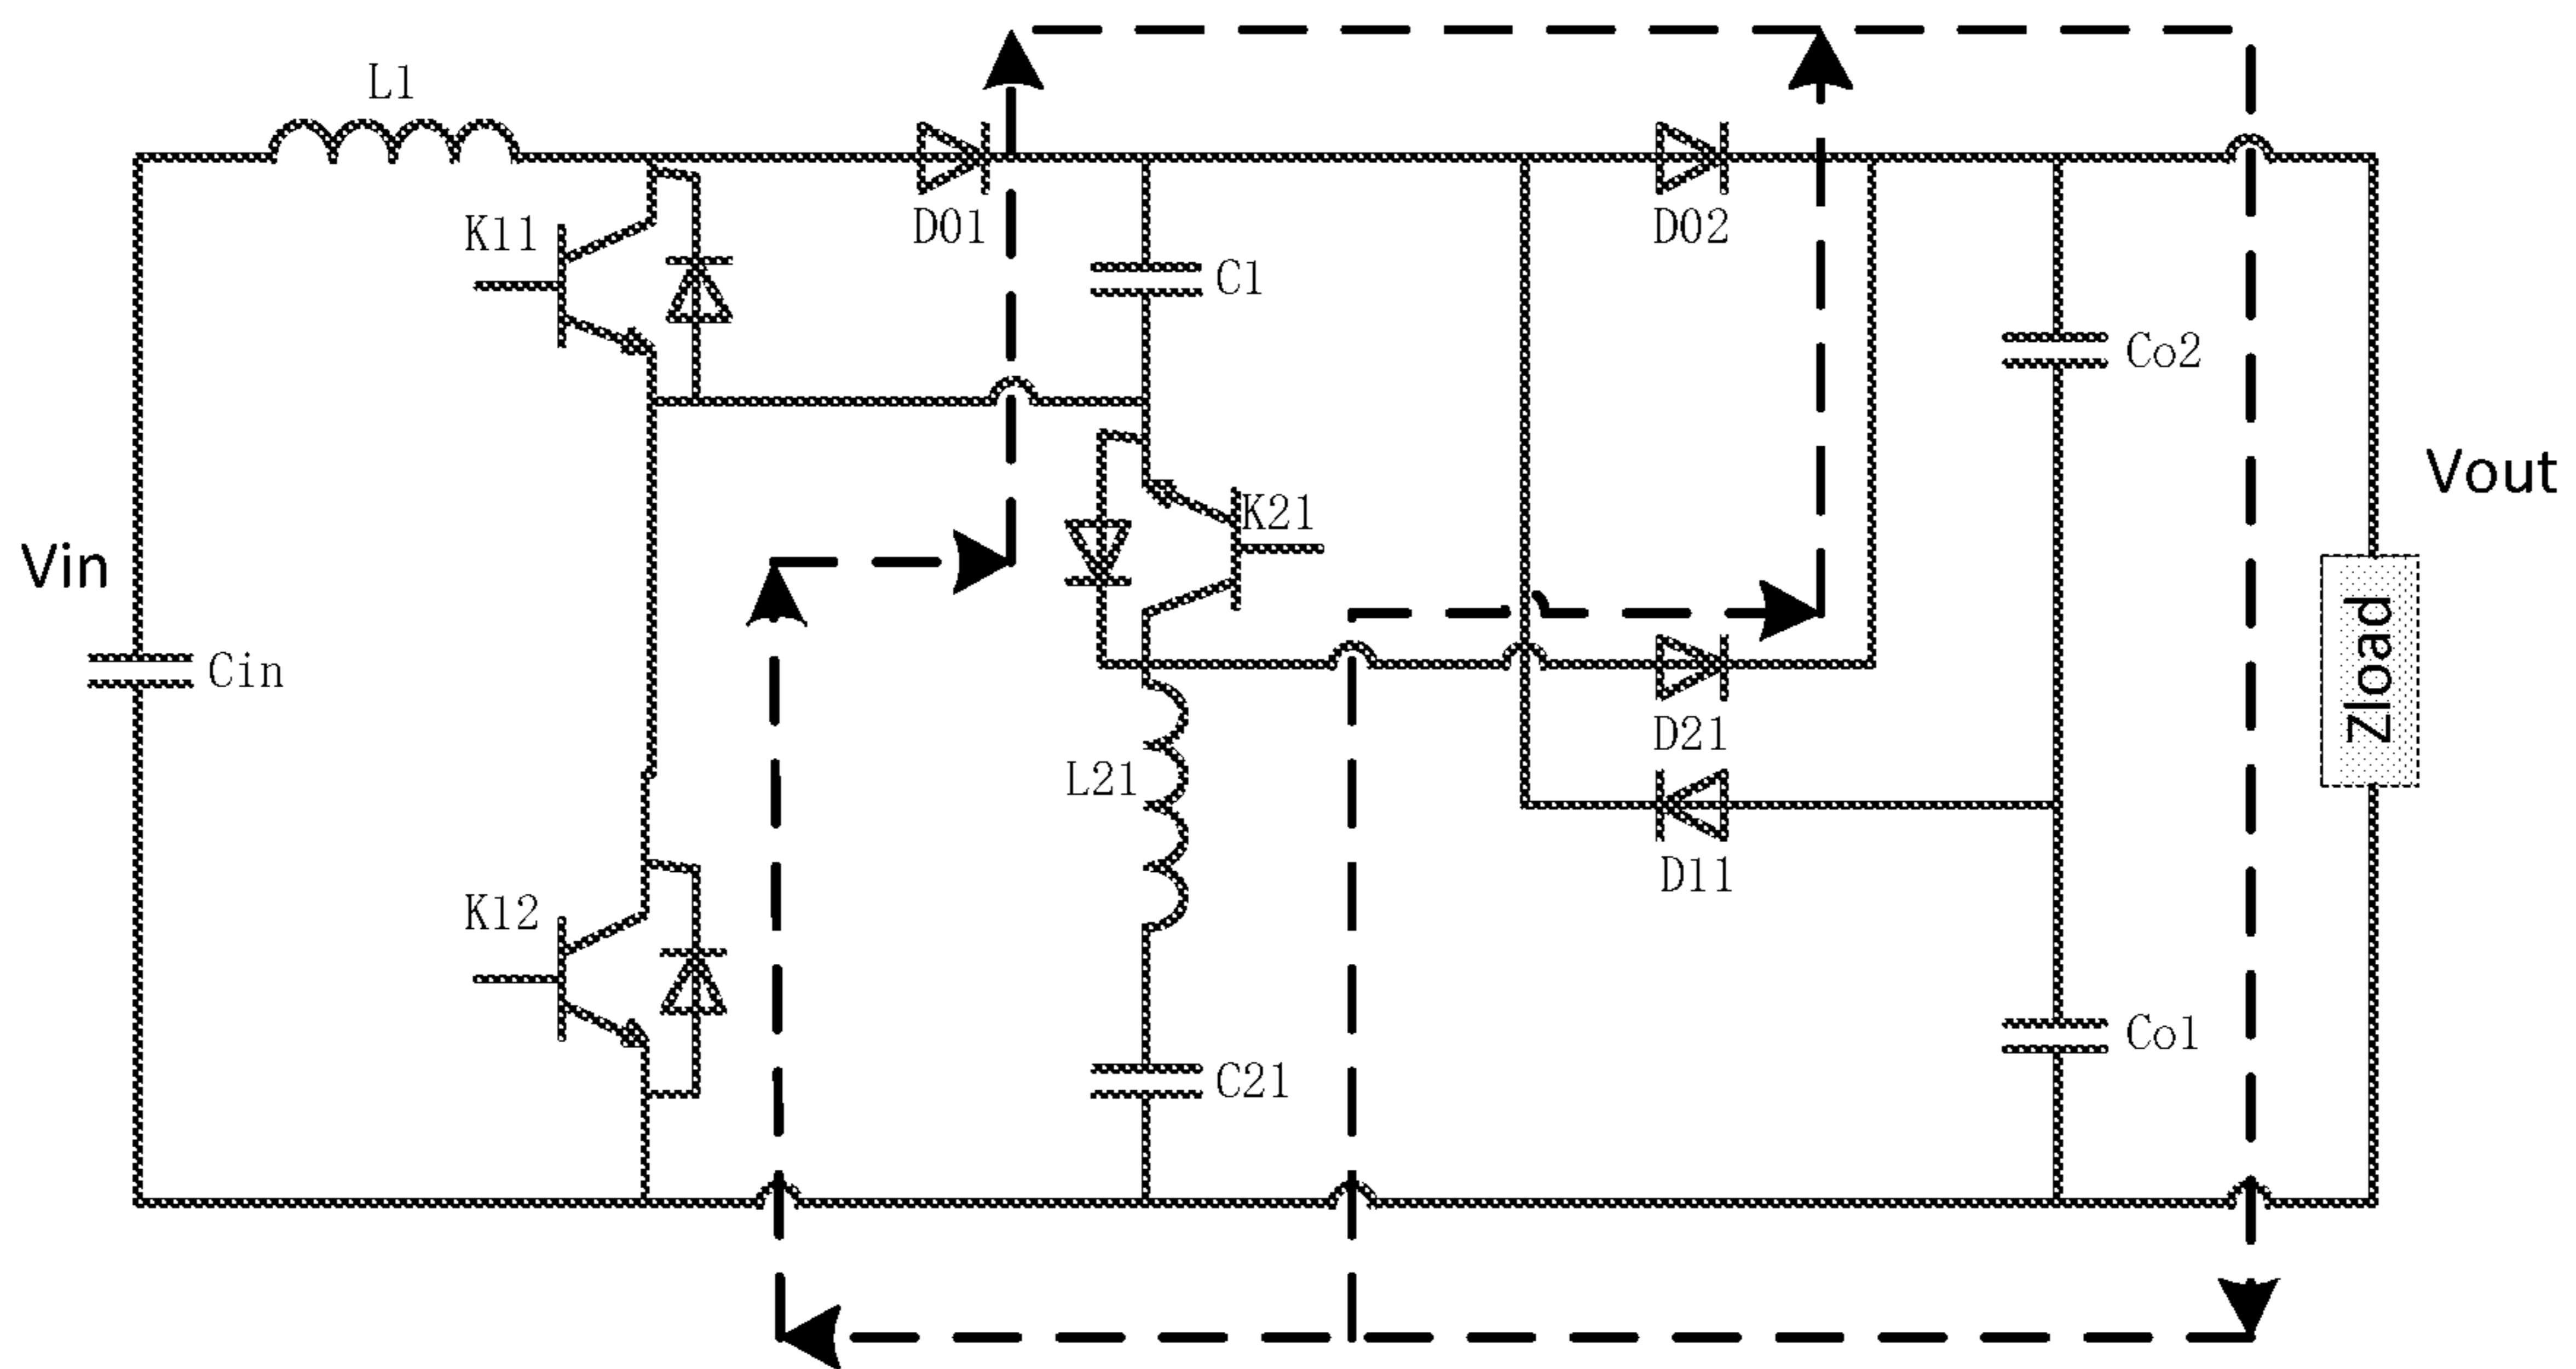 L1
K11
D01
D02
C1
Co2
Vin
K21
Vout
Cin
Zload
D21
L21
D11
K12
C21
Co1